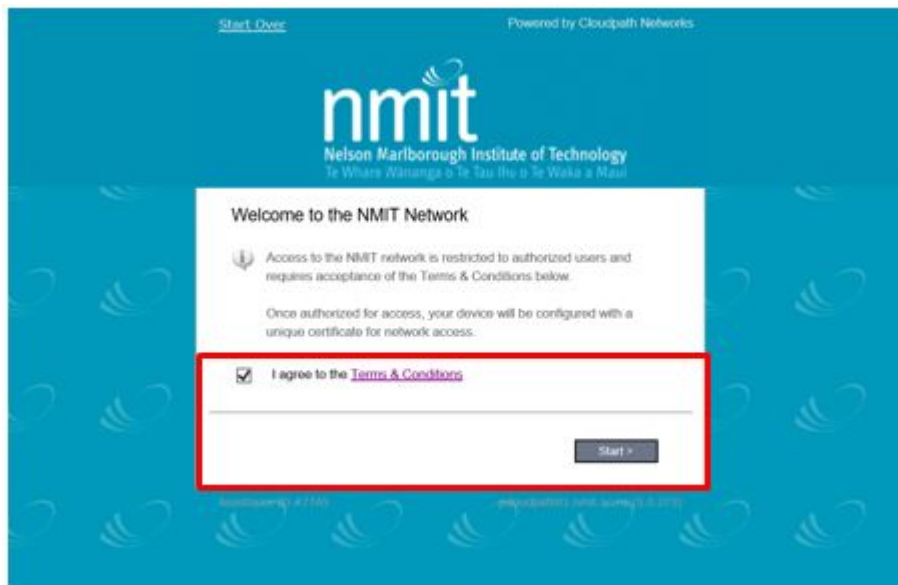 Start Over
Powered by Cloudpath Networks
nmit
Nelson Marlborough Institute of Technology
Te Whare Wānanga o Te Tau Ihu o Te Waka a Maui
Welcome to the NMIT Network
Access to the NMIT network is restricted to authorized users and
requires acceptance of the Terms & Conditions below.
Once authorized for access, your device will be configured with a
unique certificate for network access.
I agree to the Terms & Conditions
Start >